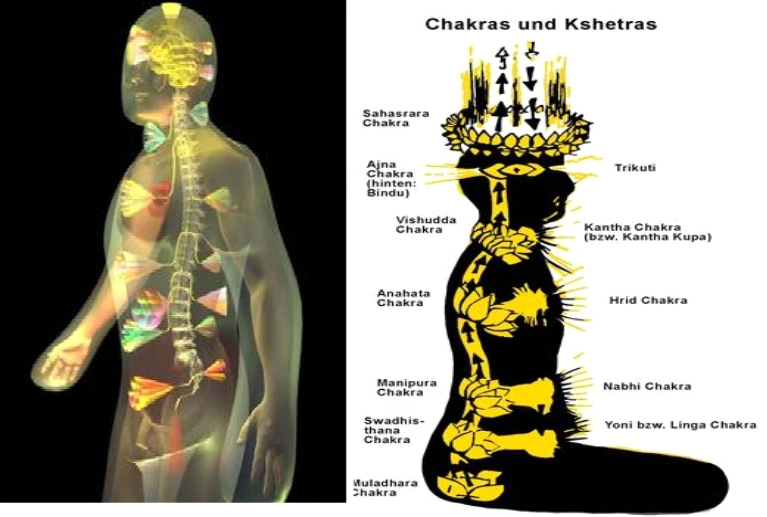 Chakras und Kshetras
Sahasrara
Chakra
Ajna
Chakra
(hinten:
Bindu)
Trikuti
Vishudda
Chakra
Kantha Chakra
(bzw. Kantha Kupa)
Anahata
Chakra
Hrid Chakra
Manipura
Chakra
Nabhi Chakra
Swadhis-
thana
Chakra
Yoni bzw. Linga Chakra
Muladhara
Chakra